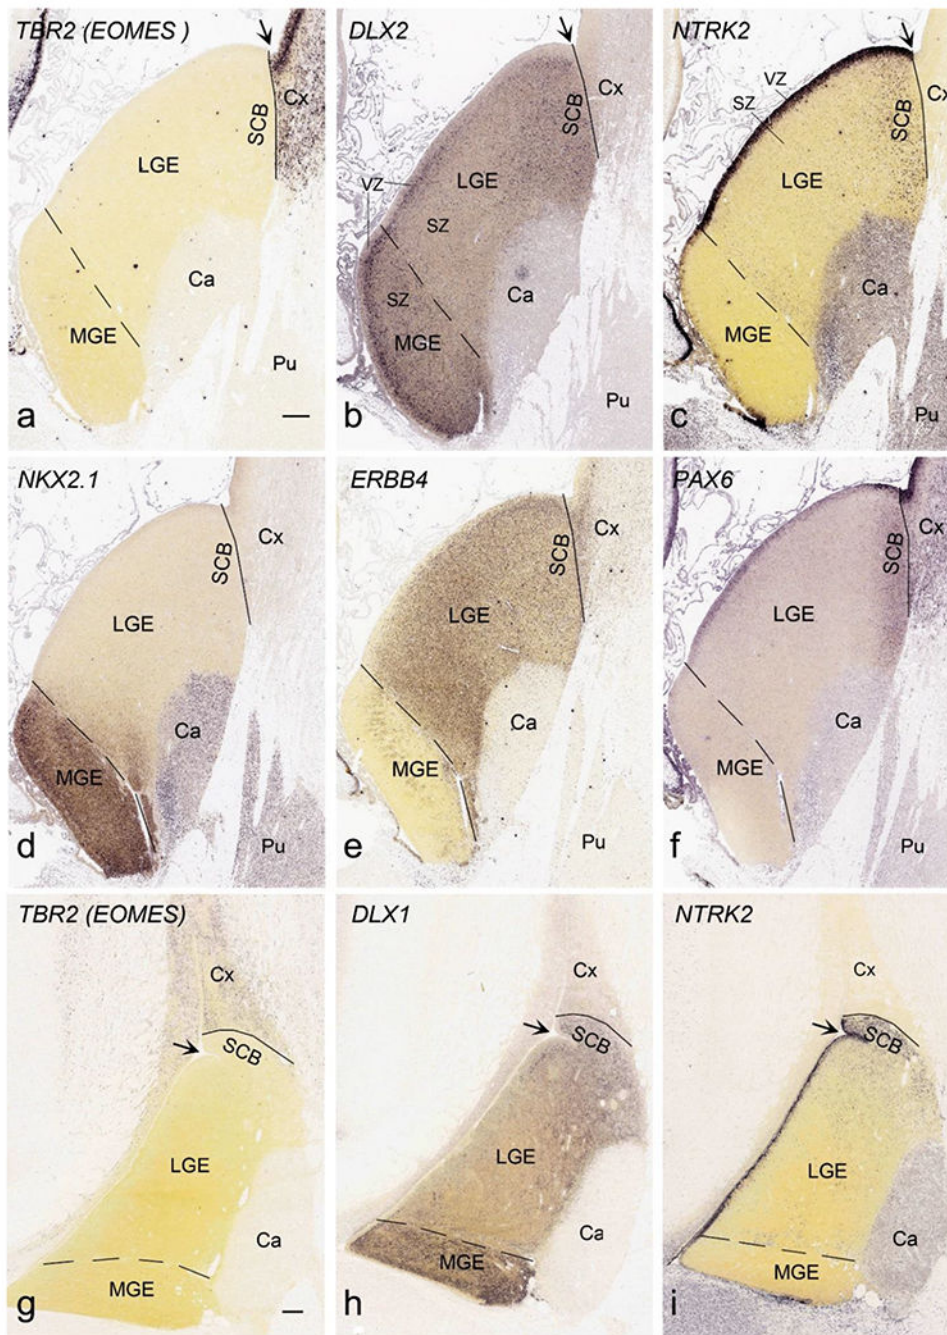 TBR2 (EOMES )
Cx
SCB
LGE
Ca
MGE
Pu
a
DLX2
Cx
SCB
LGE
VZ
SZ
SZ
Ca
MGE
Pu
b
NTRK2
VZ
SZ
Cx
SCB
LGE
Ca
MGE
Pu
c
NKX2.1
Cx
SCB
LGE
Ca
MGE
Pu
d
ERBB4
Cx
SCB
LGE
Ca
MGE
Pu
e
PAX6
Cx
SCB
LGE
Ca
MGE
Pu
f
TBR2 (EOMES)
Cx
SCB
LGE
Ca
MGE
g
DLX1
Cx
SCB
LGE
Ca
MGE
h
NTRK2
Cx
SCB
LGE
Ca
MGE
i